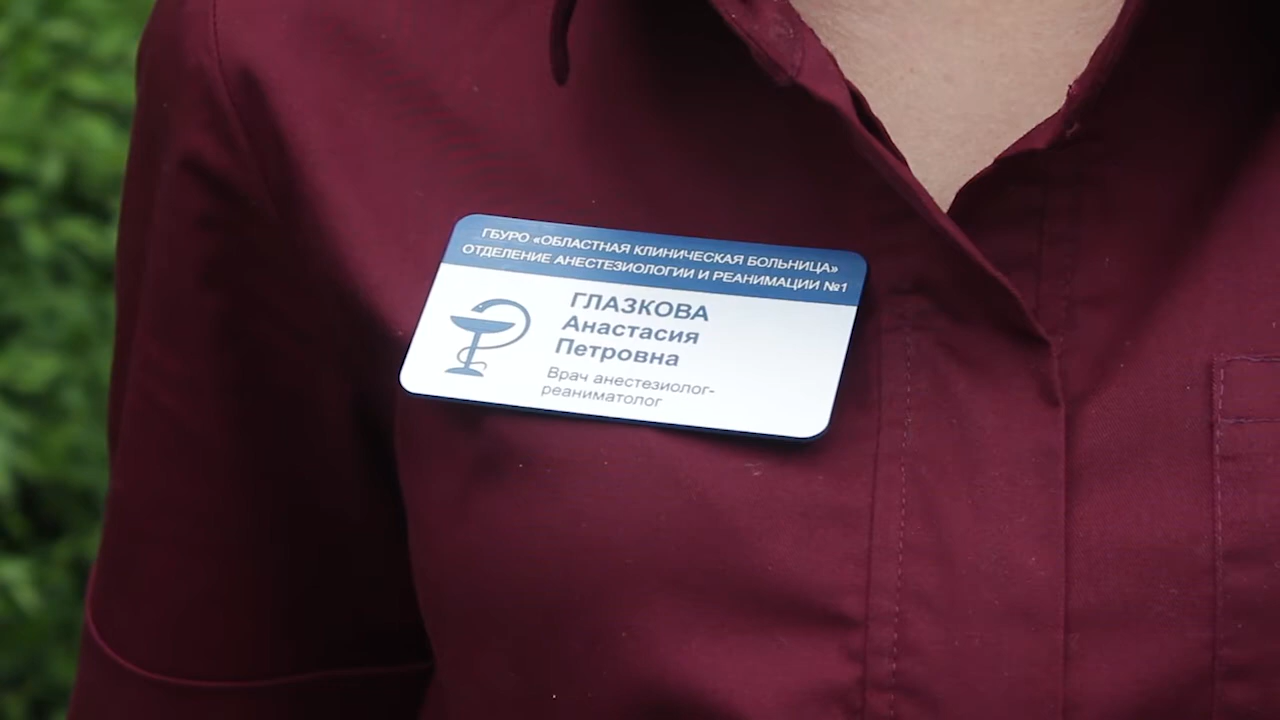 ГБУРО «ОБЛАСТНАЯ КЛИНИЧЕСКАЯ БОЛЬНИЦА»
ОТДЕЛЕНИЕ АНЕСТЕЗИОЛОГИИ И РЕАНИМАЦИИ №1
ГЛАЗКОВА
Анастасия
Петровна
Врач анестезиолог-
реаниматолог